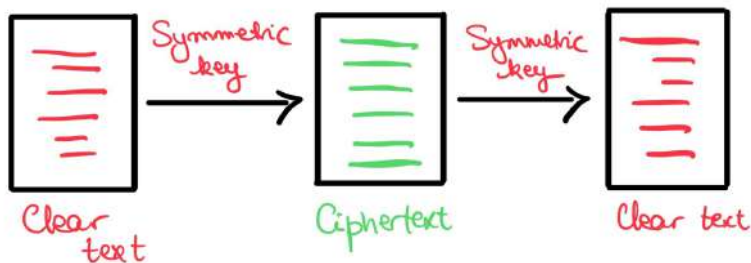 Symmetric
key
Symmetric
key
Clear
text
Ciphertext
Clear text